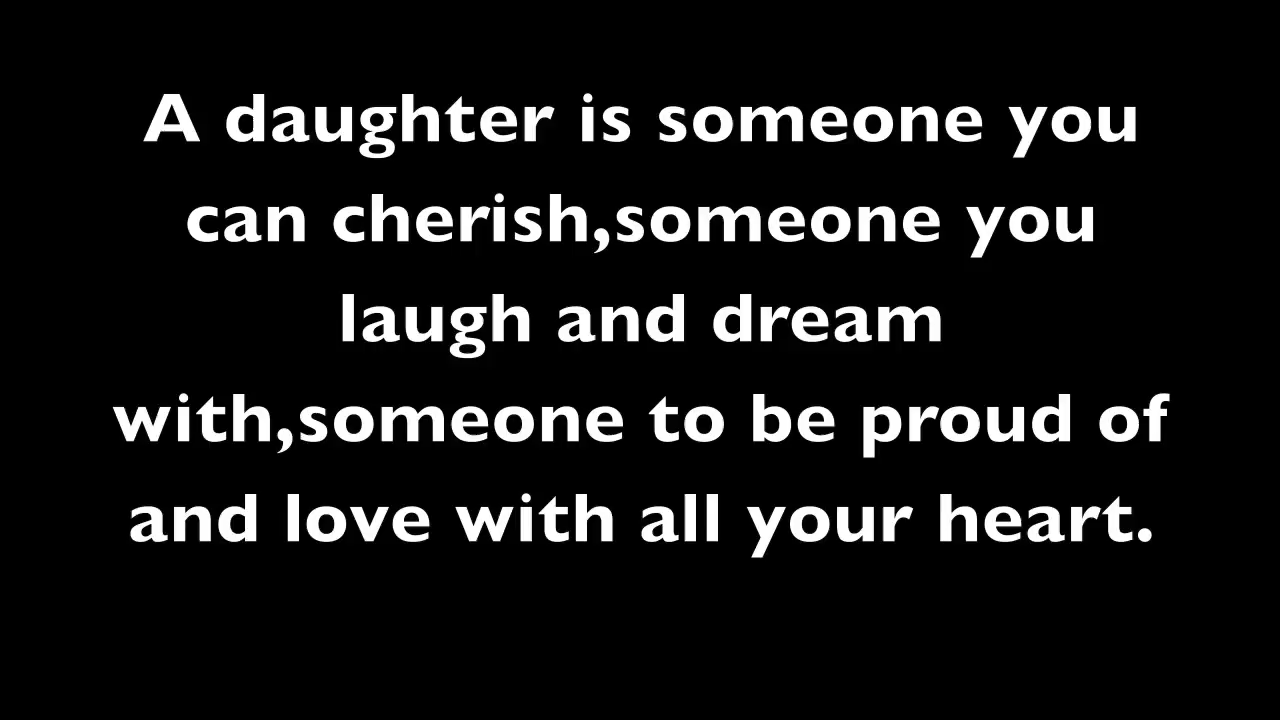 A daughter is someone you
can cherish,someone you
laugh and dream
with,someone to be proud of
and love with all your heart.